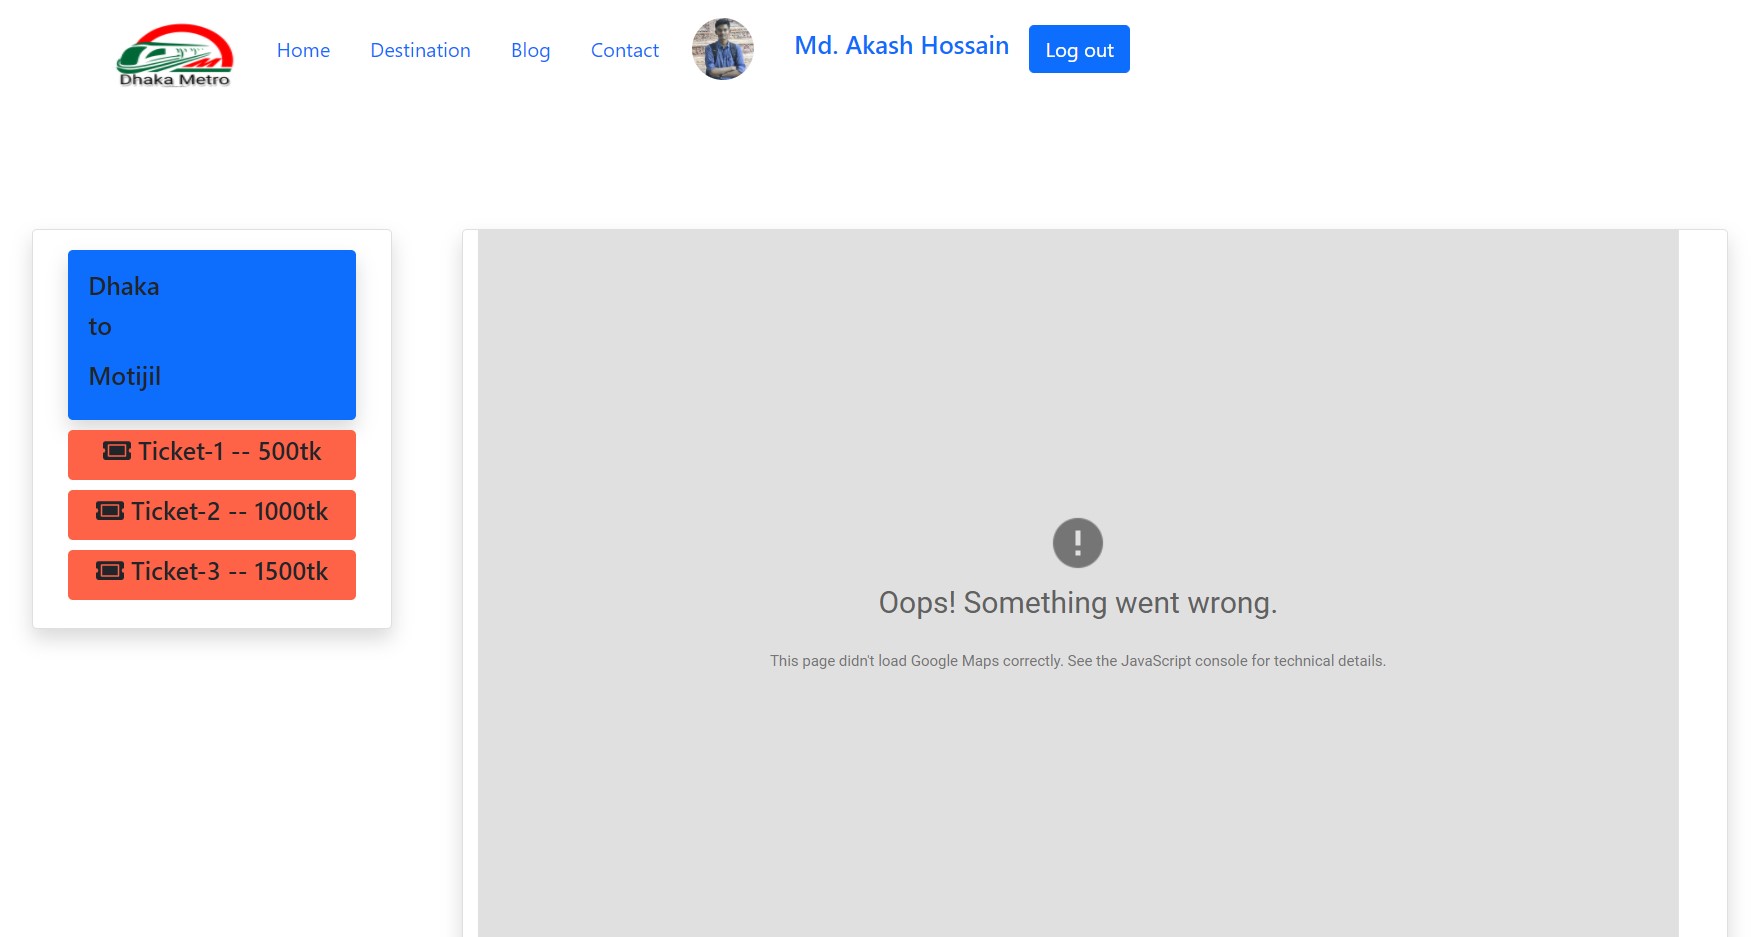 Dhaka Metro
Home Destination Blog Contact Md. Akash Hossain Log out
Dhaka
to
Motijil
Ticket-1 -- 500tk
Ticket-2 -- 1000tk
Ticket-3 -- 1500tk
Oops! Something went wrong.
This page didn't load Google Maps correctly. See the JavaScript console for technical details.